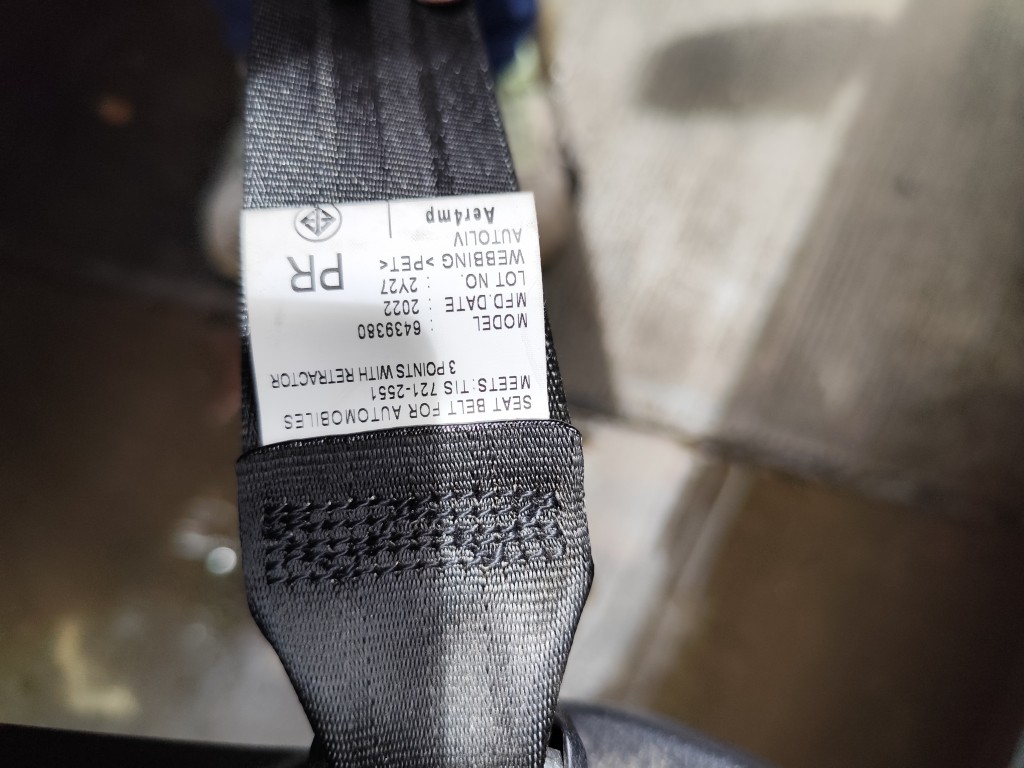 SEAT BELT FOR AUTOMOBILES
MEETS:TIS 721-2551
3 POINTS WITH RETRACTOR
MODEL : 6439380
MFD.DATE : 2022
LOT NO. : 2Y27
WEBBING >PET<
AUTOLIV
Aer4mp
PR